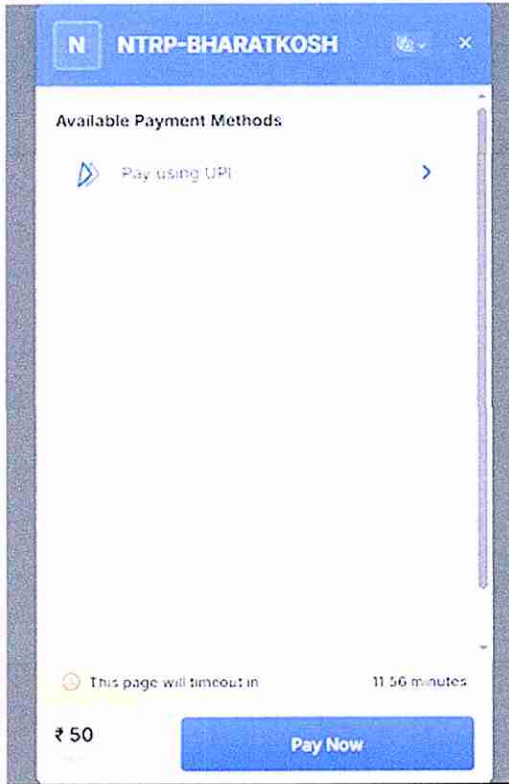 N NTRP-BHARATKOSH
Available Payment Methods
Pay using UPI
This page will timeout in 11:56 minutes
₹ 50
Pay Now